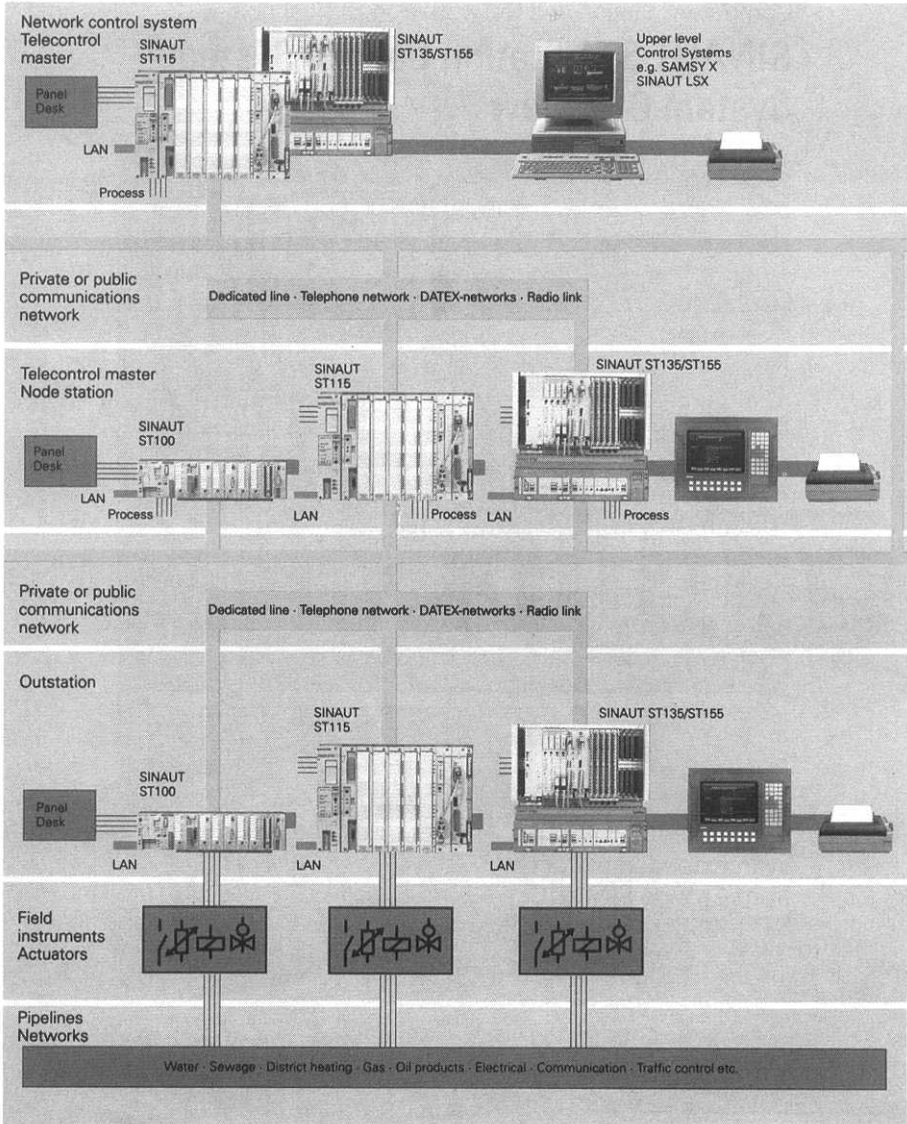 Network control system
Telecontrol
master
SINAUT
ST115
SINAUT
ST135/ST155
Upper level
Control Systems
e.g. SAMSY X
SINAUT LSX
Panel
Desk
LAN
Process
Private or public
communications
network
Dedicated line · Telephone network · DATEX-networks · Radio link
Telecontrol master
Node station
SINAUT
ST100
SINAUT
ST115
SINAUT ST135/ST155
Panel
Desk
LAN
Process
LAN
Process
LAN
Process
Private or public
communications
network
Dedicated line · Telephone network · DATEX-networks · Radio link
Outstation
SINAUT
ST100
SINAUT
ST115
SINAUT ST135/ST155
Panel
Desk
LAN
LAN
LAN
Field
instruments
Actuators
Pipelines
Networks
Water · Sewage · District heating · Gas · Oil products · Electrical · Communication · Traffic control etc.